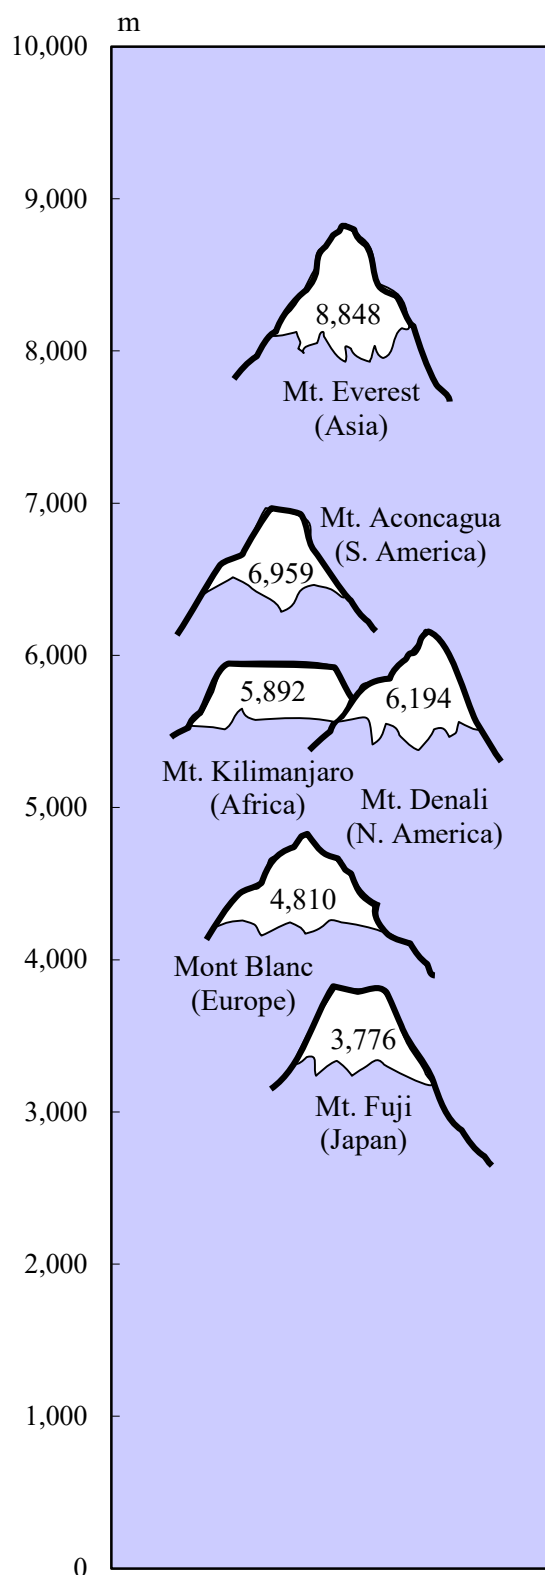 m
10,000
9,000
8,848
8,000
Mt. Everest
(Asia)
7,000
Mt. Aconcagua
(S. America)
6,959
6,000
5,892
6,194
Mt. Kilimanjaro
(Africa)
Mt. Denali
(N. America)
5,000
4,810
4,000
Mont Blanc
(Europe)
3,776
3,000
Mt. Fuji
(Japan)
2,000
1,000
0